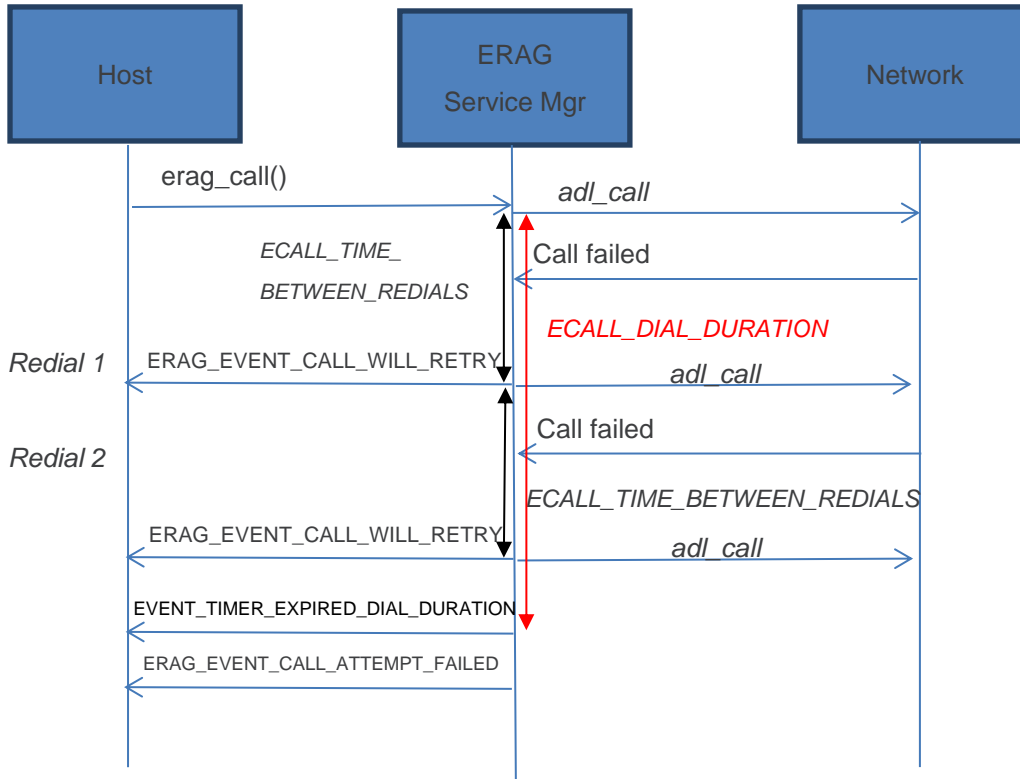 Host
ERAG
Service Mgr
Network
erag_call()
adl_call
ECALL_TIME_
BETWEEN_REDIALS
Call failed
ECALL_DIAL_DURATION
Redial 1
ERAG_EVENT_CALL_WILL_RETRY
adl_call
Call failed
Redial 2
ECALL_TIME_BETWEEN_REDIALS
ERAG_EVENT_CALL_WILL_RETRY
adl_call
EVENT_TIMER_EXPIRED_DIAL_DURATION
ERAG_EVENT_CALL_ATTEMPT_FAILED